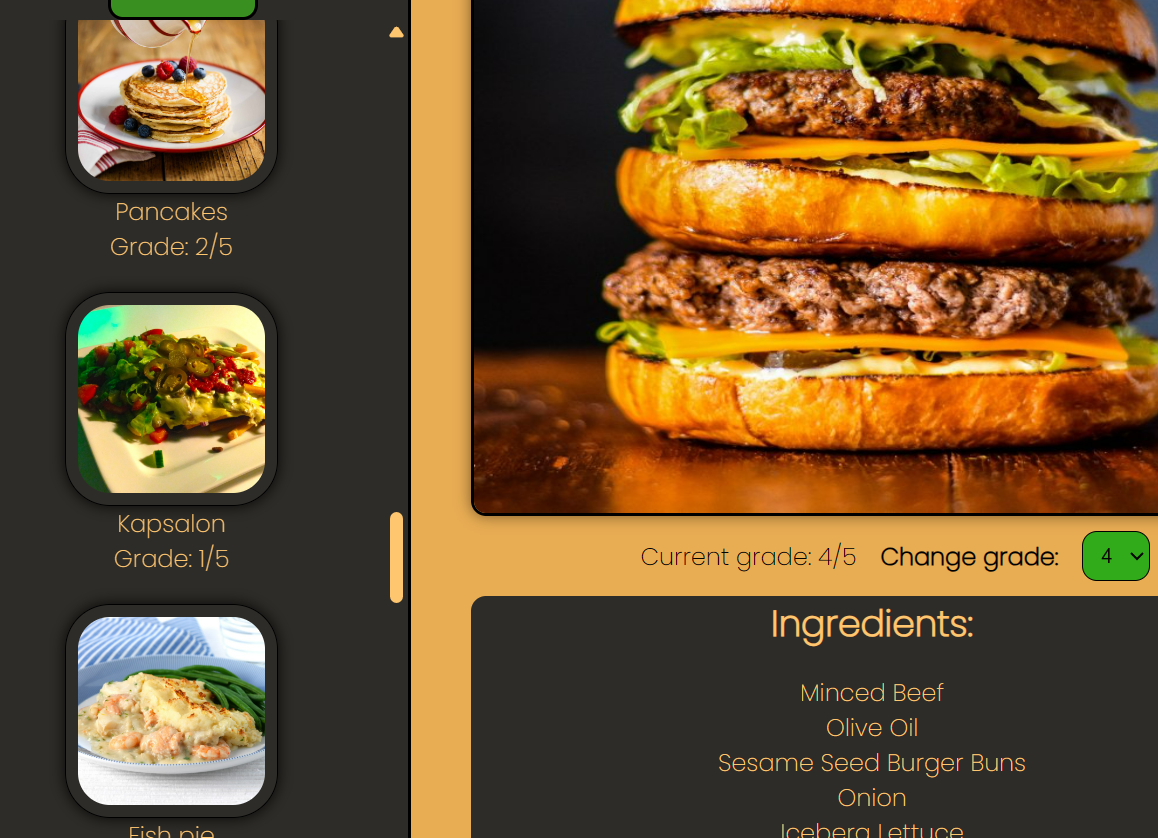 Pancakes
Grade: 2/5
Kapsalon
Grade: 1/5
Fish pie
Current grade: 4/5 Change grade: 4
Ingredients:
Minced Beef
Olive Oil
Sesame Seed Burger Buns
Onion
Iceberg Lettuce